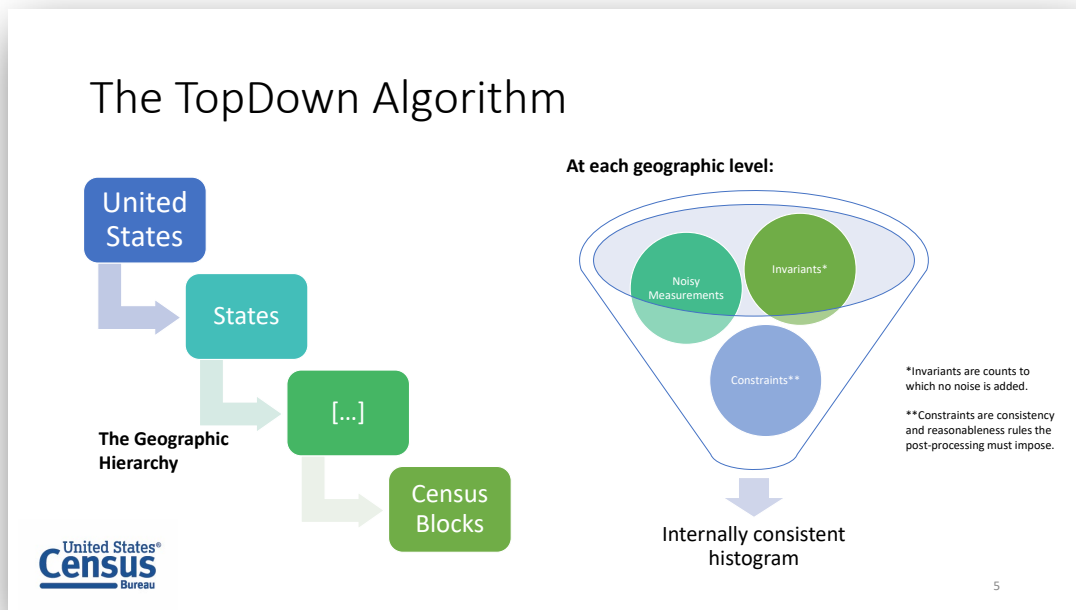 The TopDown Algorithm
United
States
States
[...]
Census
Blocks
The Geographic
Hierarchy
At each geographic level:
Noisy
Measurements
Invariants*
Constraints**
Internally consistent
histogram
*Invariants are counts to
which no noise is added.
**Constraints are consistency
and reasonableness rules the
post-processing must impose.
United States®
Census
Bureau
5